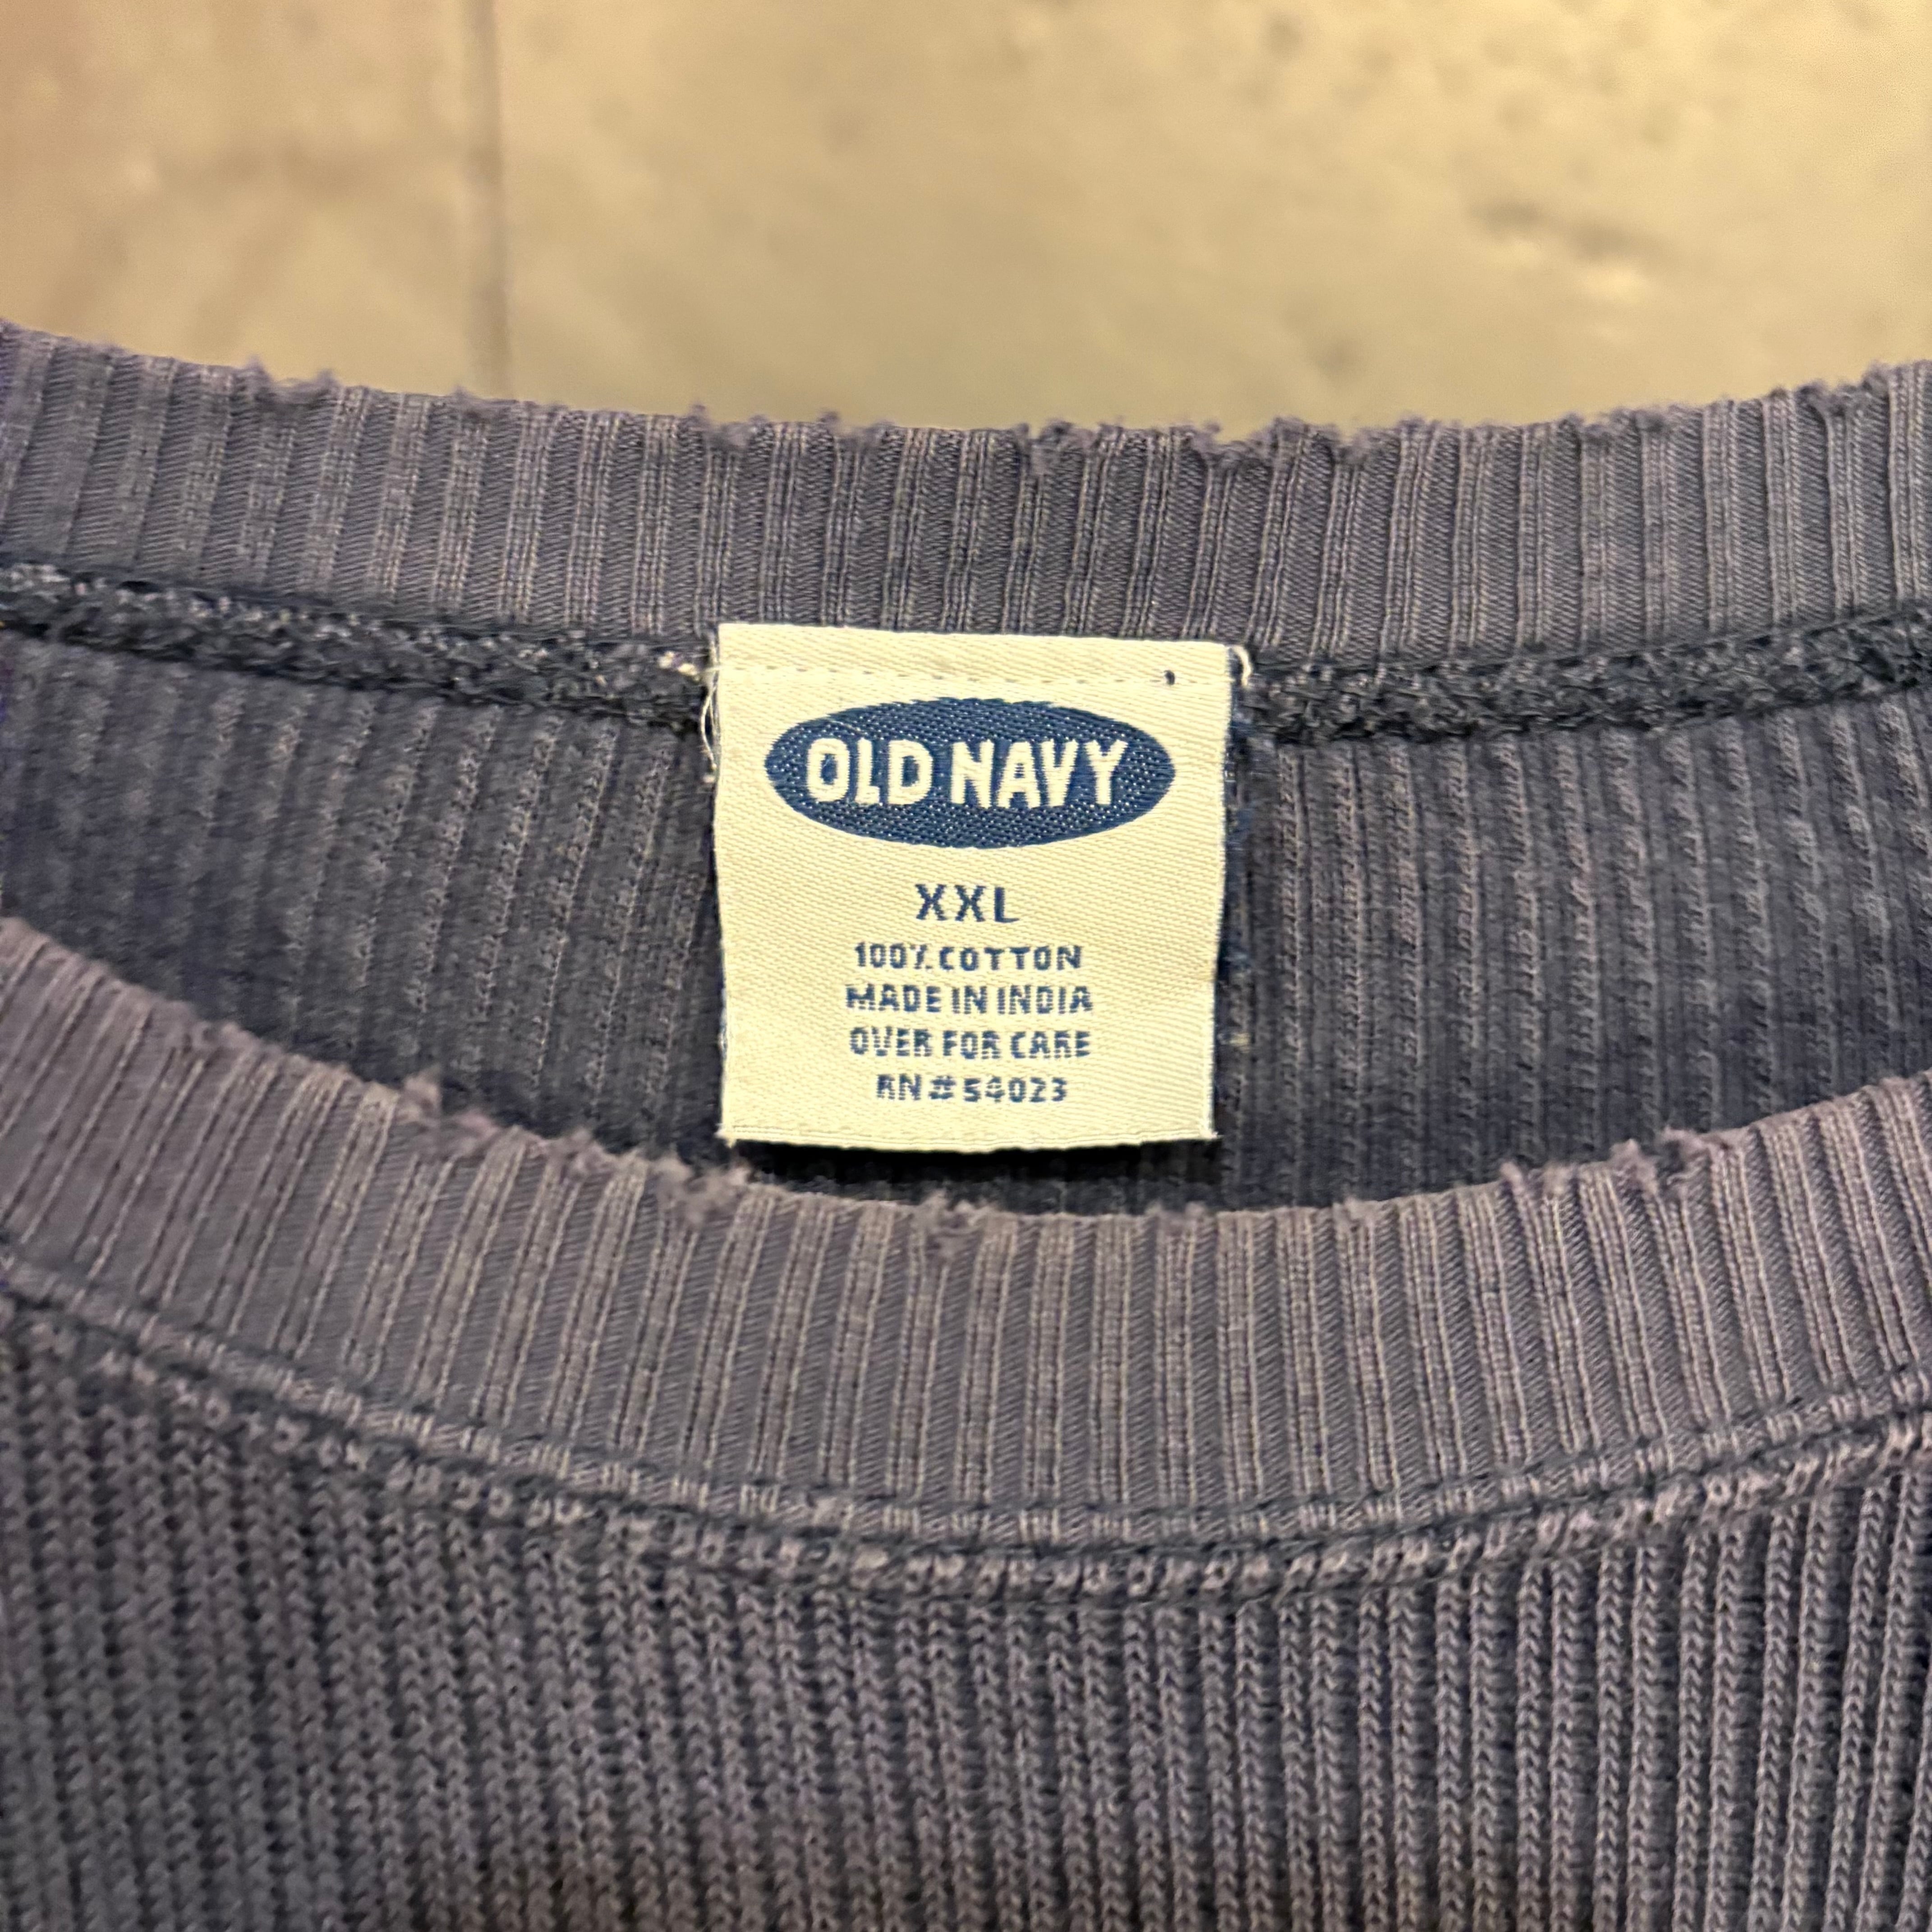 OLD NAVY
XXL
100% COTTON
MADE IN INDIA
OVER FOR CARE
RN#54023